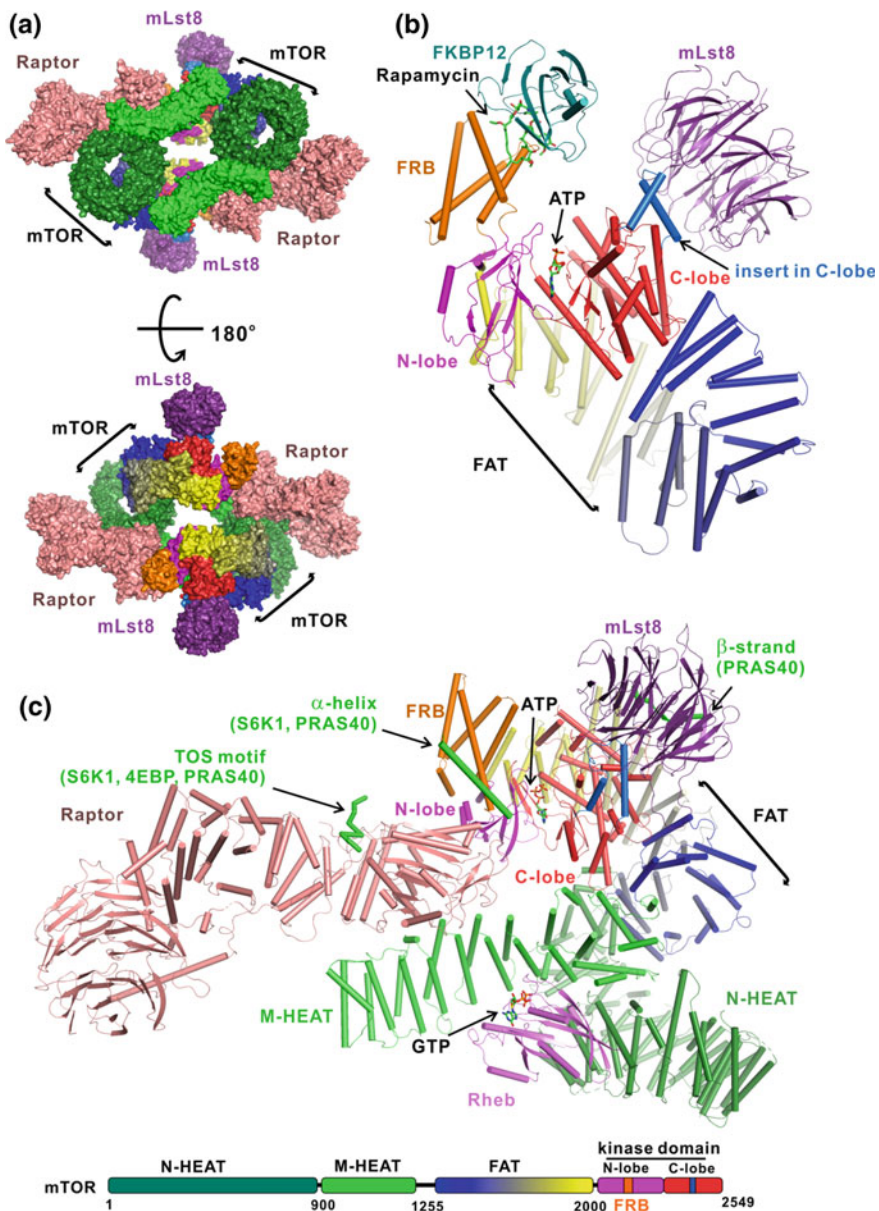 (a)
mLst8
Raptor
mTOR
mTOR
Raptor
mLst8
180°
mLst8
mTOR
Raptor
Raptor
mTOR
mLst8
(b)
FKBP12
Rapamycin
mLst8
FRB
ATP
C-lobe
insert in C-lobe
N-lobe
FAT
(c)
mLst8
β-strand
(PRAS40)
α-helix
(S6K1, PRAS40)
FRB
ATP
TOS motif
(S6K1, 4EBP, PRAS40)
Raptor
N-lobe
FAT
C-lobe
M-HEAT
N-HEAT
GTP
Rheb
kinase domain
N-HEAT M-HEAT FAT N-lobe C-lobe
mTOR
1 900 1255 2000 FRB 2549